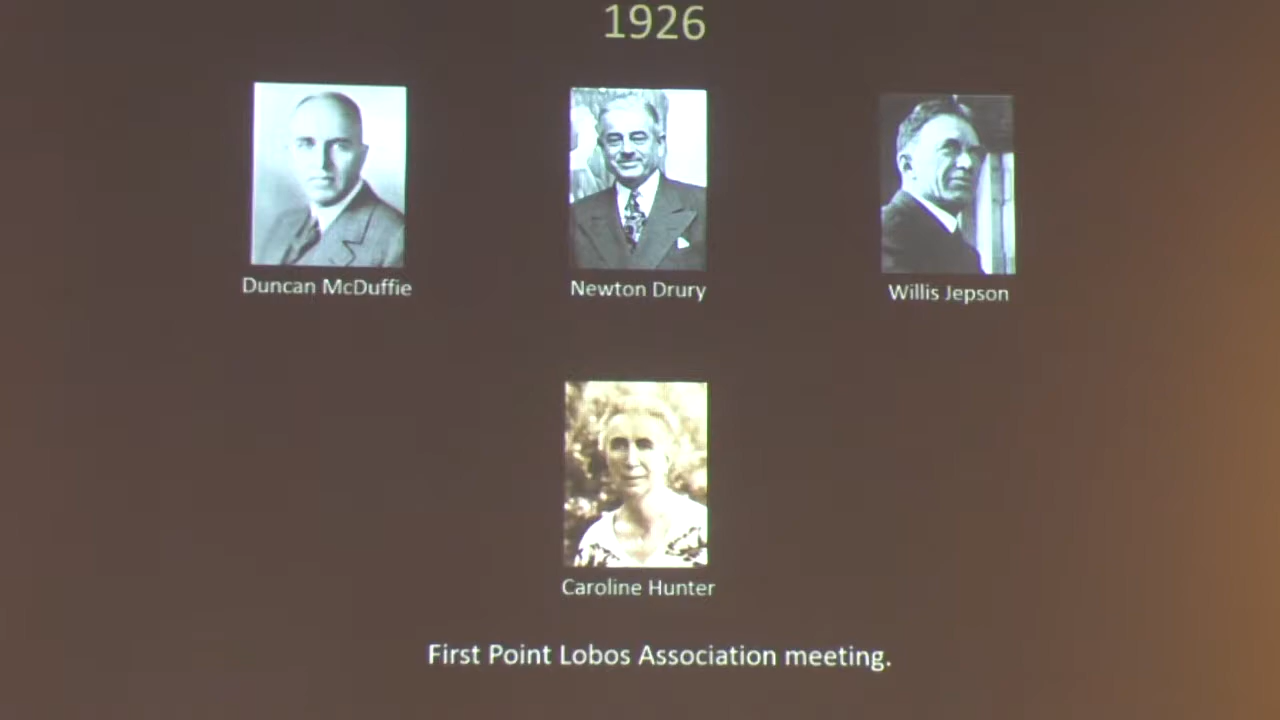 1926
Duncan McDuffie
Newton Drury
Willis Jepson
Caroline Hunter
First Point Lobos Association meeting.